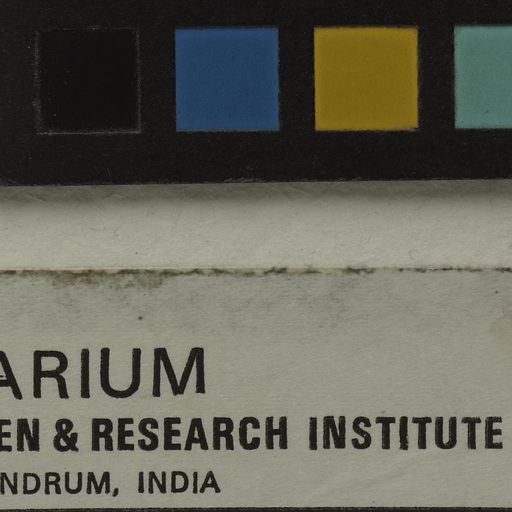 ARIUM
EN & RESEARCH INSTITUTE
NDRUM, INDIA